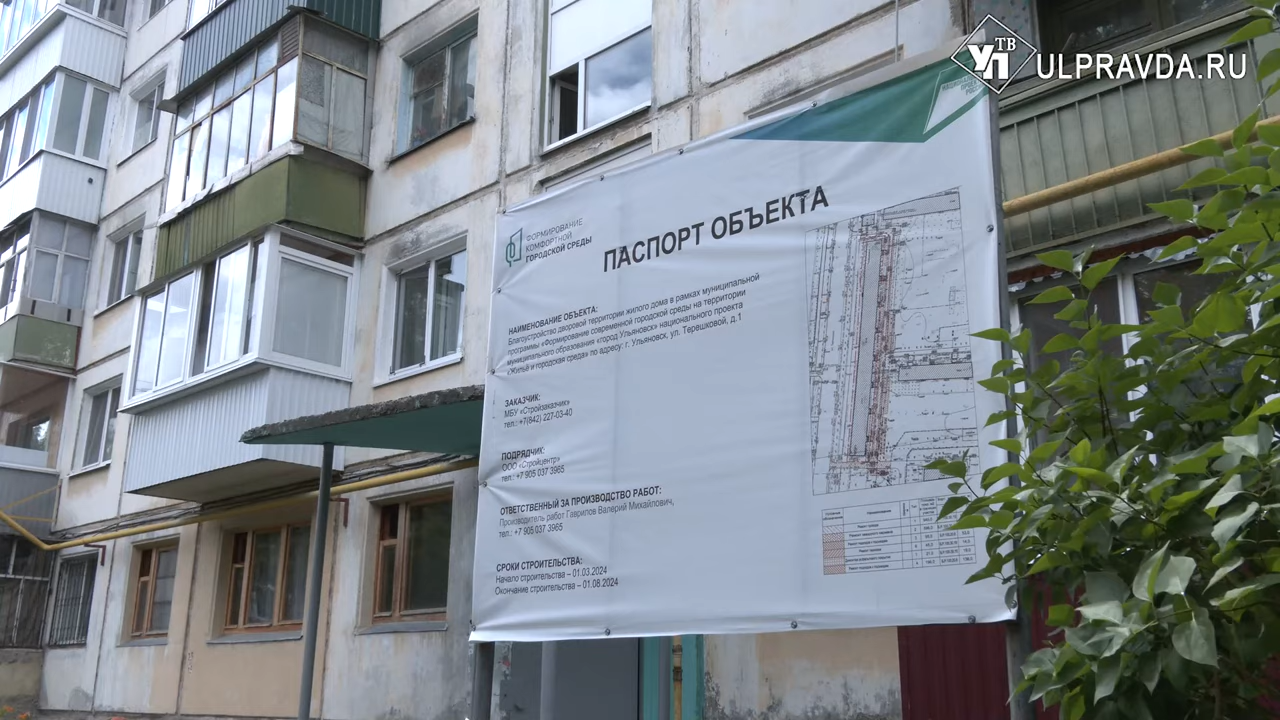 УП ТВ
ULPRAVDA.RU
ФОРМИРОВАНИЕ
КОМФОРТНОЙ
ГОРОДСКОЙ СРЕДЫ
ПАСПОРТ ОБЪЕКТА
НАИМЕНОВАНИЕ ОБЪЕКТА:
Благоустройство дворовой территории жилого дома в рамках муниципальной
программы «Формирование современной городской среды на территории
муниципального образования «город Ульяновск» национального проекта
«Жильё и городская среда» по адресу: г. Ульяновск, ул. Терешковой, д.1
ЗАКАЗЧИК:
МБУ «Стройзаказчик»
тел.: +7(842) 227-03-40
ПОДРЯДЧИК:
ООО «Стройцентр»
тел.: +7 905 037 3965
ОТВЕТСТВЕННЫЙ ЗА ПРОИЗВОДСТВО РАБОТ:
Производитель работ Гаврилов Валерий Михайлович,
тел.: +7 905 037 3965
СРОКИ СТРОИТЕЛЬСТВА:
Начало строительства – 01.03.2024
Окончание строительства – 01.08.2024